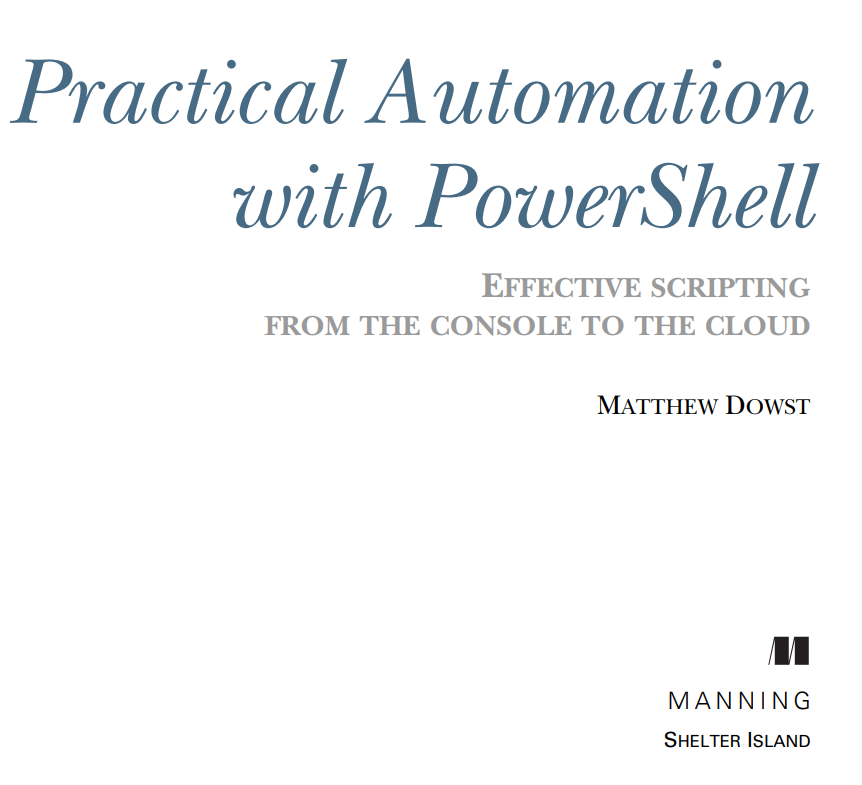 Practical Automation
with PowerShell
EFFECTIVE SCRIPTING
FROM THE CONSOLE TO THE CLOUD
MATTHEW DOWST
MANNING
SHELTER ISLAND